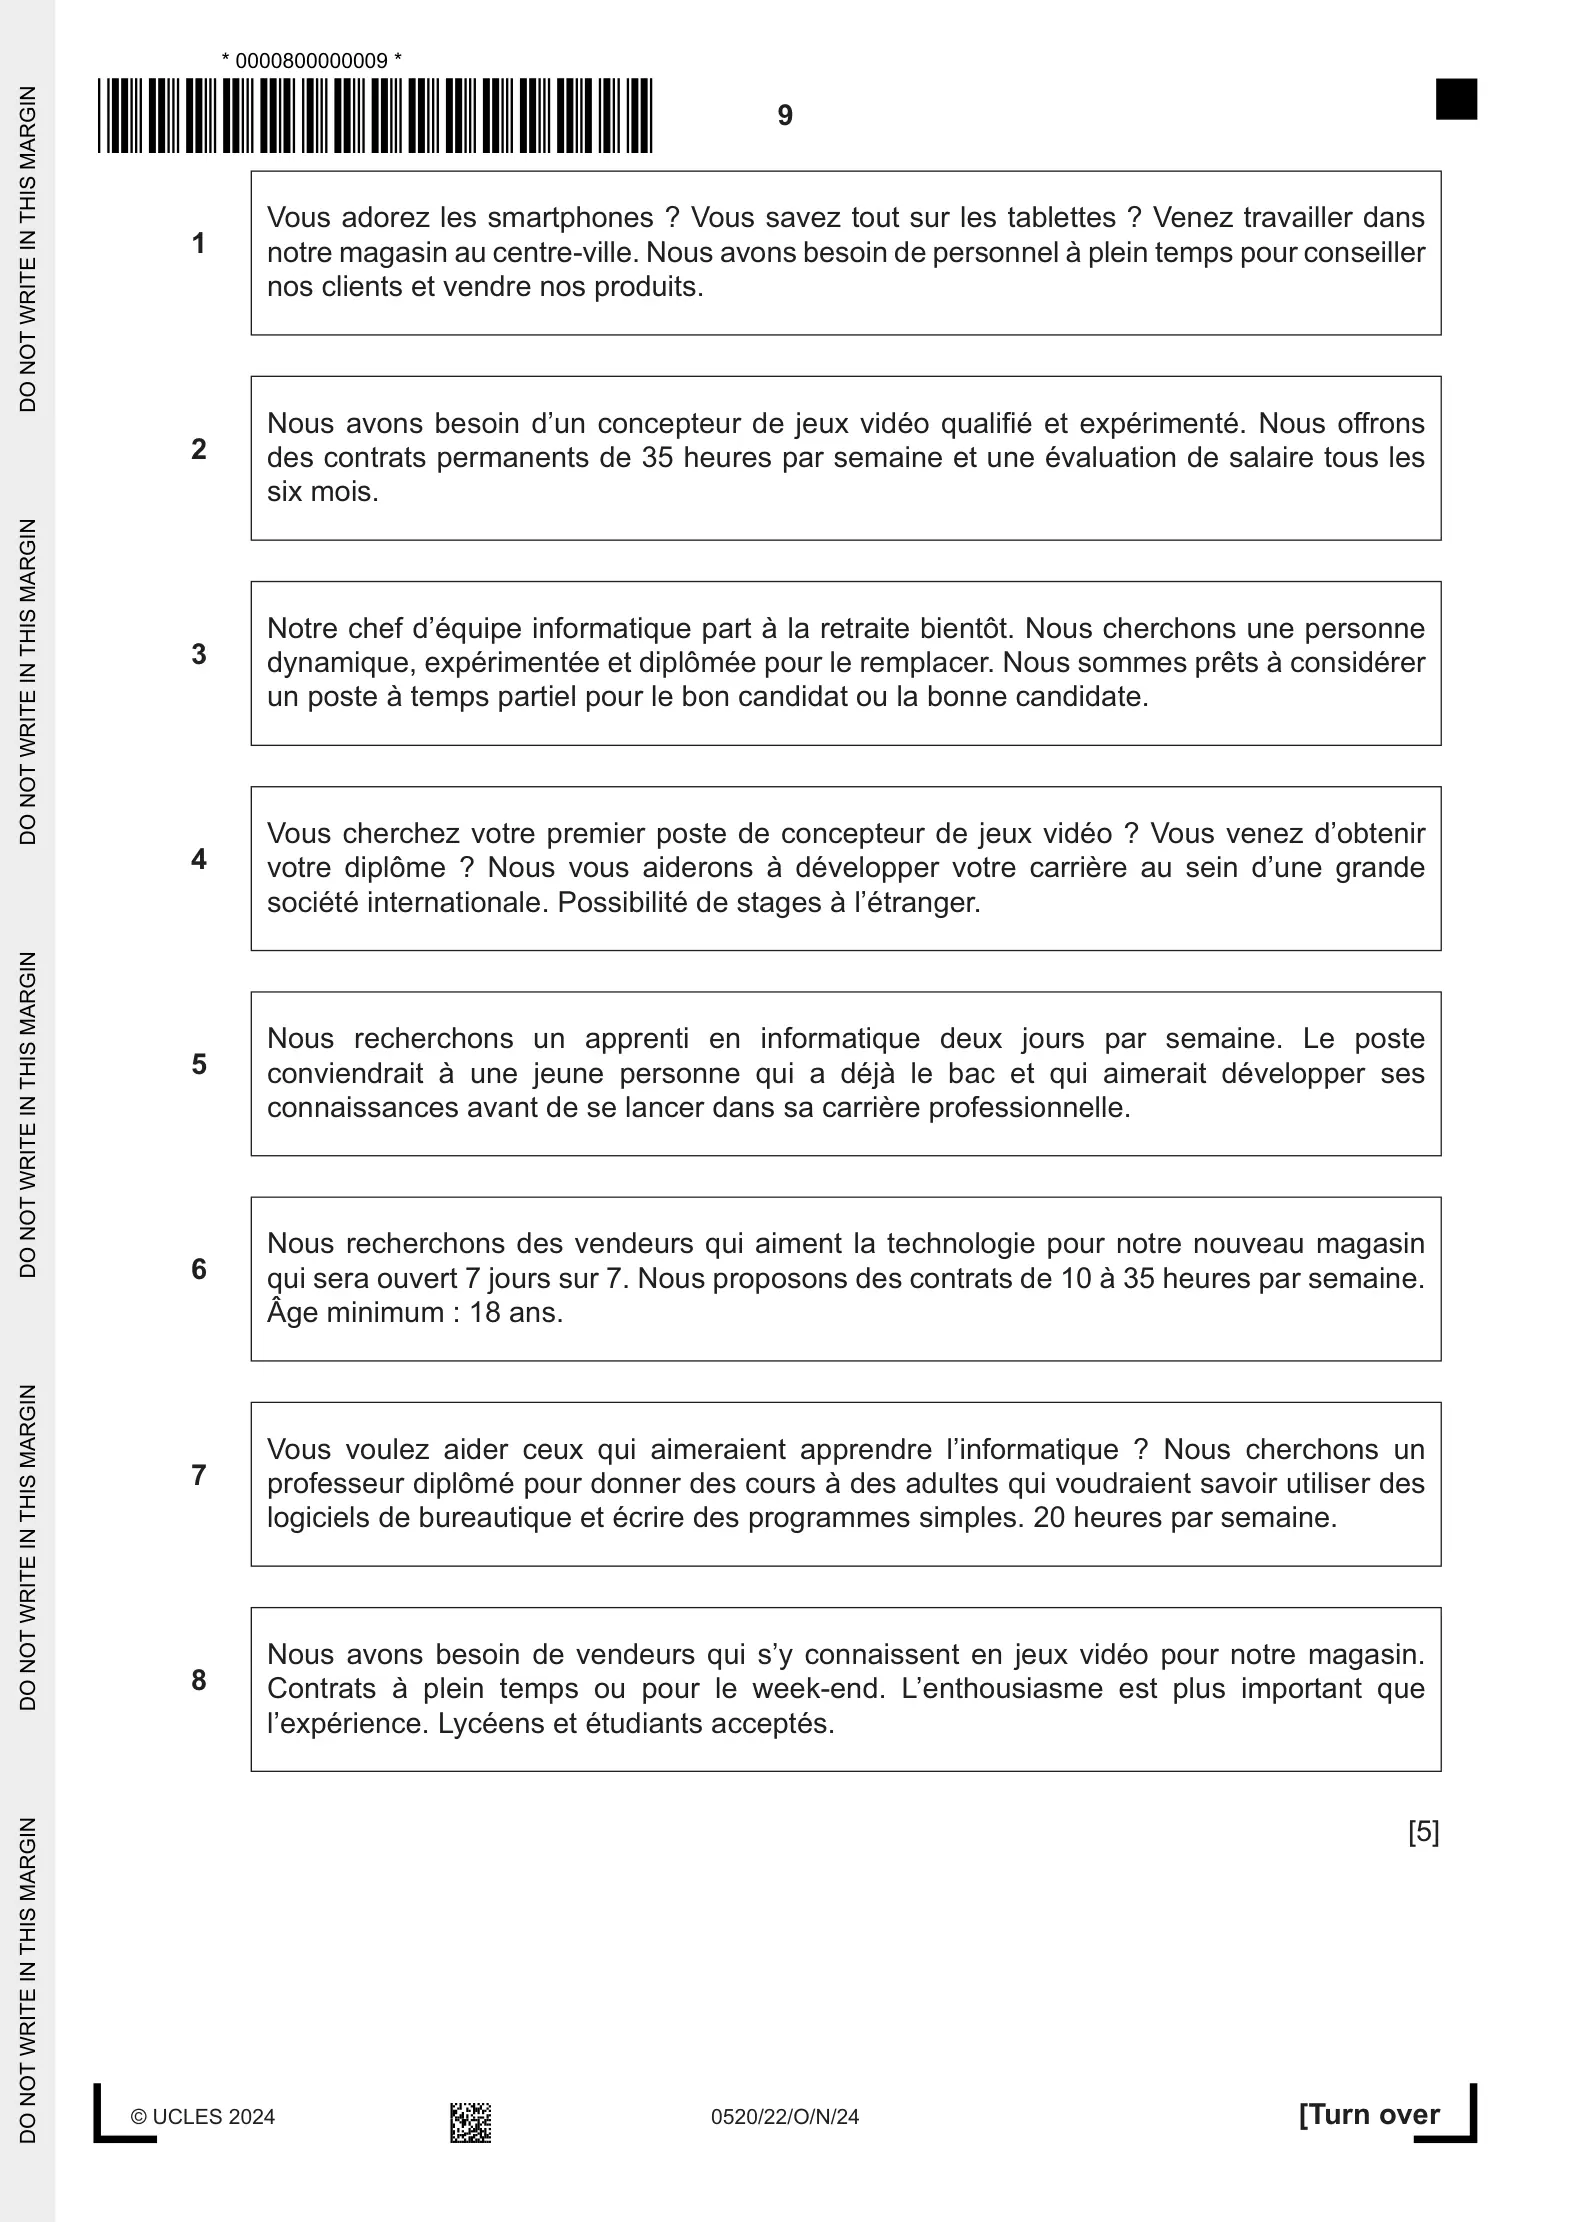 * 0000800000009 *
9
DO NOT WRITE IN THIS MARGIN
DO NOT WRITE IN THIS MARGIN
DO NOT WRITE IN THIS MARGIN
DO NOT WRITE IN THIS MARGIN
DO NOT WRITE IN THIS MARGIN
1
Vous adorez les smartphones ? Vous savez tout sur les tablettes ? Venez travailler dans
notre magasin au centre-ville. Nous avons besoin de personnel à plein temps pour conseiller
nos clients et vendre nos produits.
2
Nous avons besoin d’un concepteur de jeux vidéo qualifié et expérimenté. Nous offrons
des contrats permanents de 35 heures par semaine et une évaluation de salaire tous les
six mois.
3
Notre chef d’équipe informatique part à la retraite bientôt. Nous cherchons une personne
dynamique, expérimentée et diplômée pour le remplacer. Nous sommes prêts à considérer
un poste à temps partiel pour le bon candidat ou la bonne candidate.
4
Vous cherchez votre premier poste de concepteur de jeux vidéo ? Vous venez d’obtenir
votre diplôme ? Nous vous aiderons à développer votre carrière au sein d’une grande
société internationale. Possibilité de stages à l’étranger.
5
Nous recherchons un apprenti en informatique deux jours par semaine. Le poste
conviendrait à une jeune personne qui a déjà le bac et qui aimerait développer ses
connaissances avant de se lancer dans sa carrière professionnelle.
6
Nous recherchons des vendeurs qui aiment la technologie pour notre nouveau magasin
qui sera ouvert 7 jours sur 7. Nous proposons des contrats de 10 à 35 heures par semaine.
Âge minimum : 18 ans.
7
Vous voulez aider ceux qui aimeraient apprendre l’informatique ? Nous cherchons un
professeur diplômé pour donner des cours à des adultes qui voudraient savoir utiliser des
logiciels de bureautique et écrire des programmes simples. 20 heures par semaine.
8
Nous avons besoin de vendeurs qui s’y connaissent en jeux vidéo pour notre magasin.
Contrats à plein temps ou pour le week-end. L’enthousiasme est plus important que
l’expérience. Lycéens et étudiants acceptés.
[5]
© UCLES 2024
0520/22/O/N/24
[Turn over